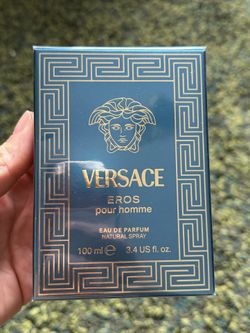 VERSACE
EROS
pour homme
EAU DE PARFUM
NATURAL SPRAY
100 ml ℮ 3.4 US fl. oz.